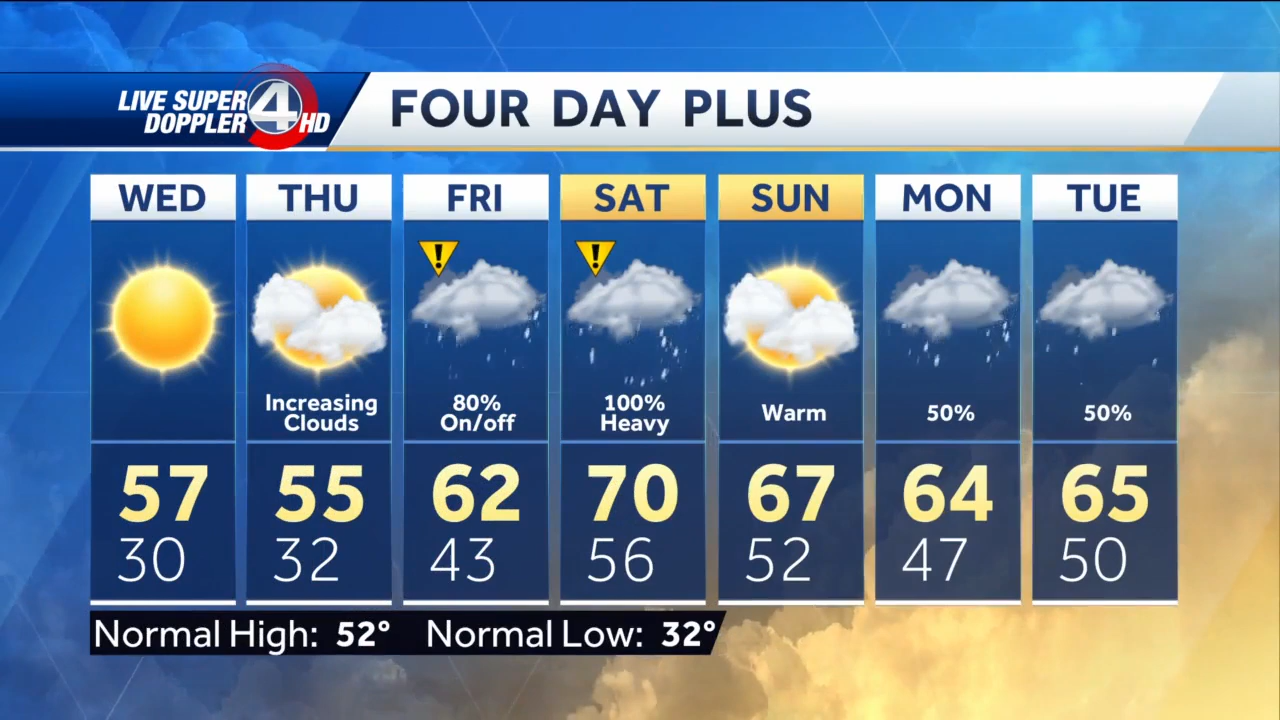 LIVE SUPER
DOPPLER 4 HD
FOUR DAY PLUS
WED THU FRI SAT SUN MON TUE
! !
Increasing 80% 100% Warm 50% 50%
Clouds On/off Heavy
57 55 62 70 67 64 65
30 32 43 56 52 47 50
Normal High: 52° Normal Low: 32°